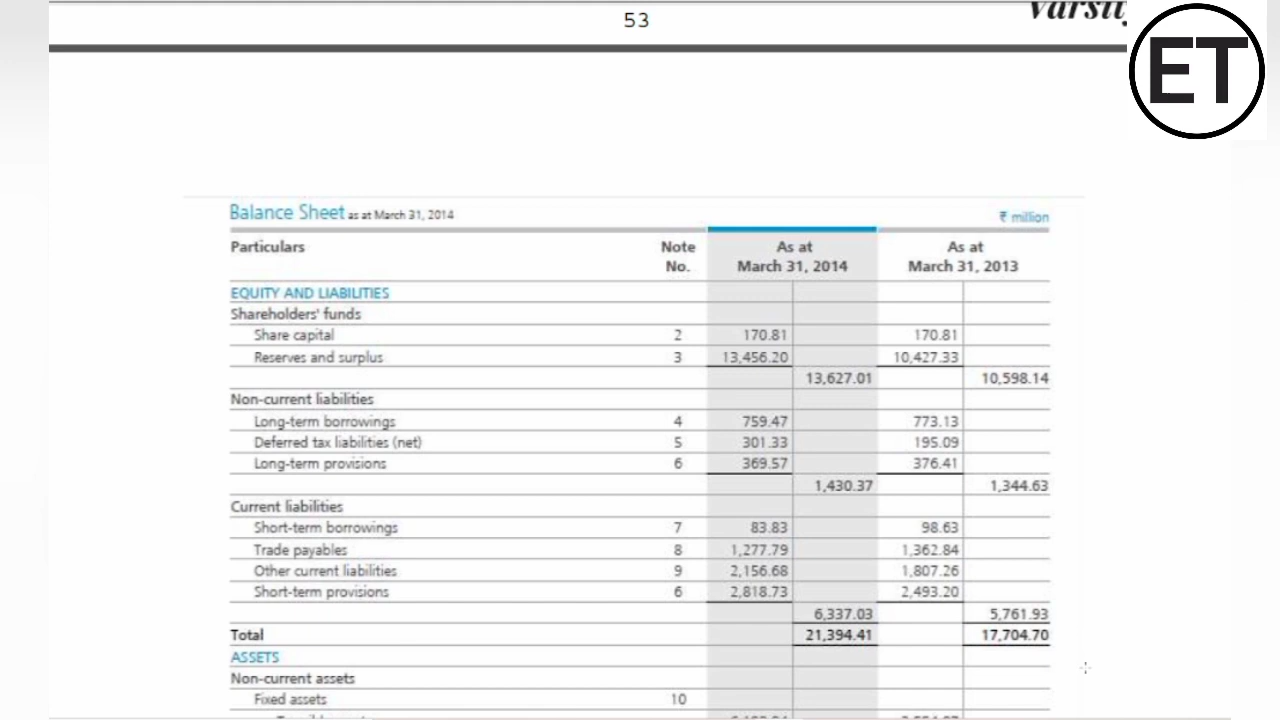 53
varsity
ET
Balance Sheet as at March 31, 2014 ₹ million
Particulars Note No. As at March 31, 2014 As at March 31, 2013
EQUITY AND LIABILITIES
Shareholders' funds
Share capital 2 170.81 170.81
Reserves and surplus 3 13,456.20 10,427.33
13,627.01 10,598.14
Non-current liabilities
Long-term borrowings 4 759.47 773.13
Deferred tax liabilities (net) 5 301.33 195.09
Long-term provisions 6 369.57 376.41
1,430.37 1,344.63
Current liabilities
Short-term borrowings 7 83.83 98.63
Trade payables 8 1,277.79 1,362.84
Other current liabilities 9 2,156.68 1,807.26
Short-term provisions 6 2,818.73 2,493.20
6,337.03 5,761.93
Total 21,394.41 17,704.70
ASSETS
Non-current assets
Fixed assets 10